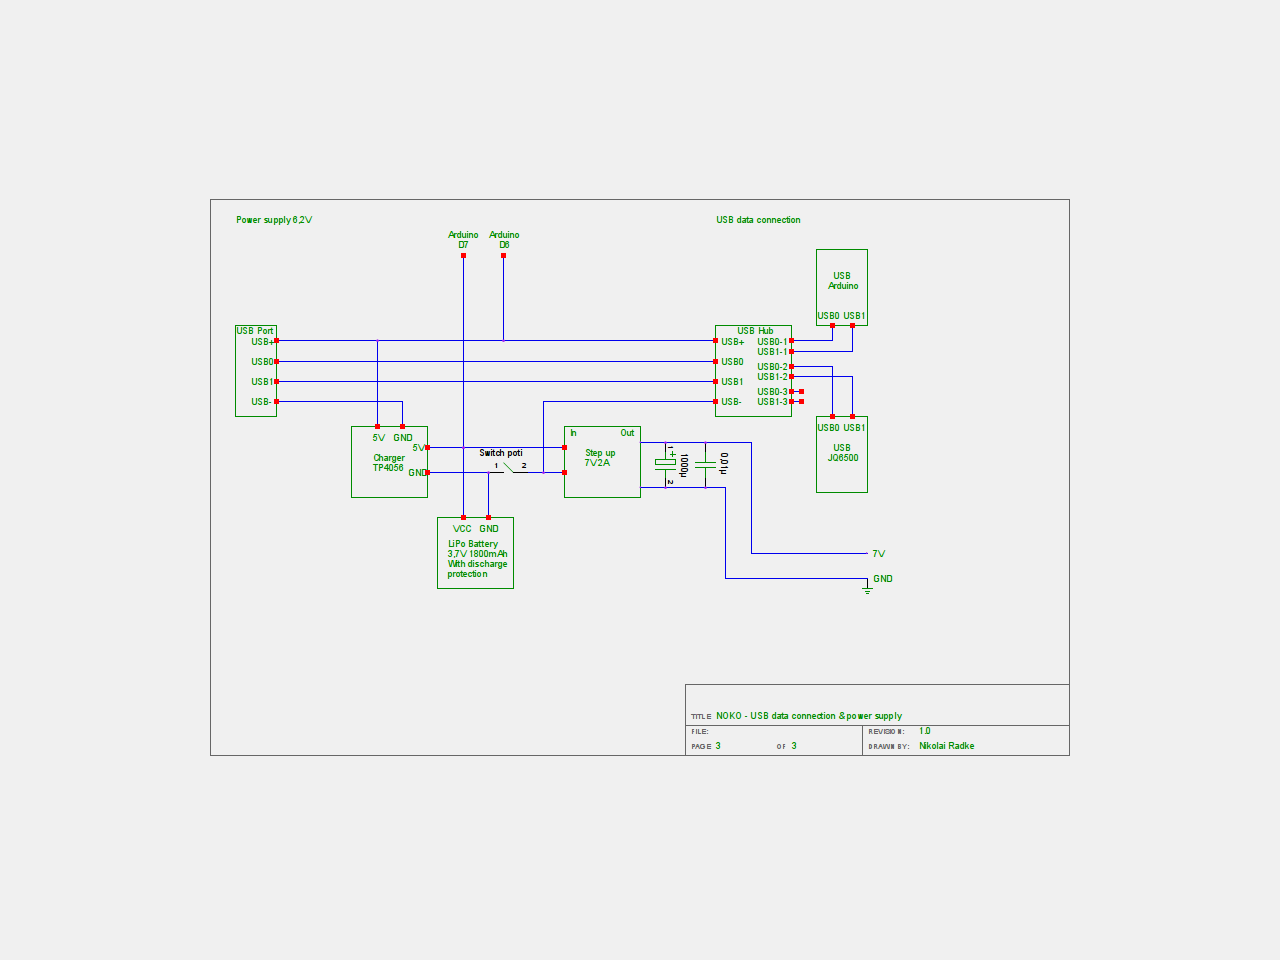 Power supply 6,2V
USB data connection
Arduino
D7
Arduino
D6
USB
Arduino
USB0 USB1
USB Port
USB+
USB0
USB1
USB-
USB Hub
USB+
USB0
USB1
USB-
USB0-1
USB1-1
USB0-2
USB1-2
USB0-3
USB1-3
USB0 USB1
USB
JQ6500
5V GND
5V
Charger
TP4056
GND
Switch poti
1 2
In Out
Step up
7V2A
1
+
1000µ
2
0,01µ
VCC GND
LiPo Battery
3,7V 1800mAh
With discharge
protection
7V
GND
TITLE NOKO - USB data connection & power supply
FILE:
REVISION: 1.0
PAGE 3 OF 3
DRAWN BY: Nikolai Radke